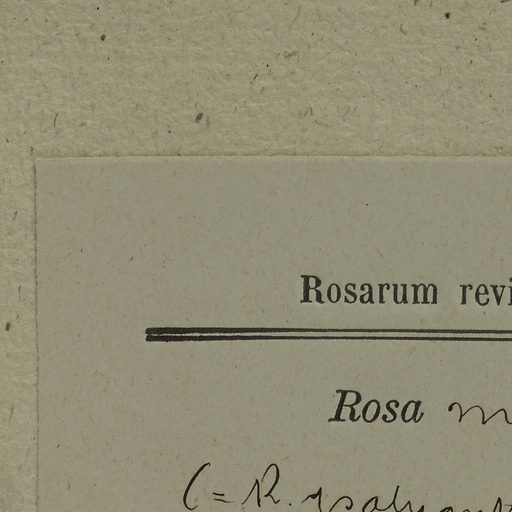 Rosarum revi
Rosa m
(= R.